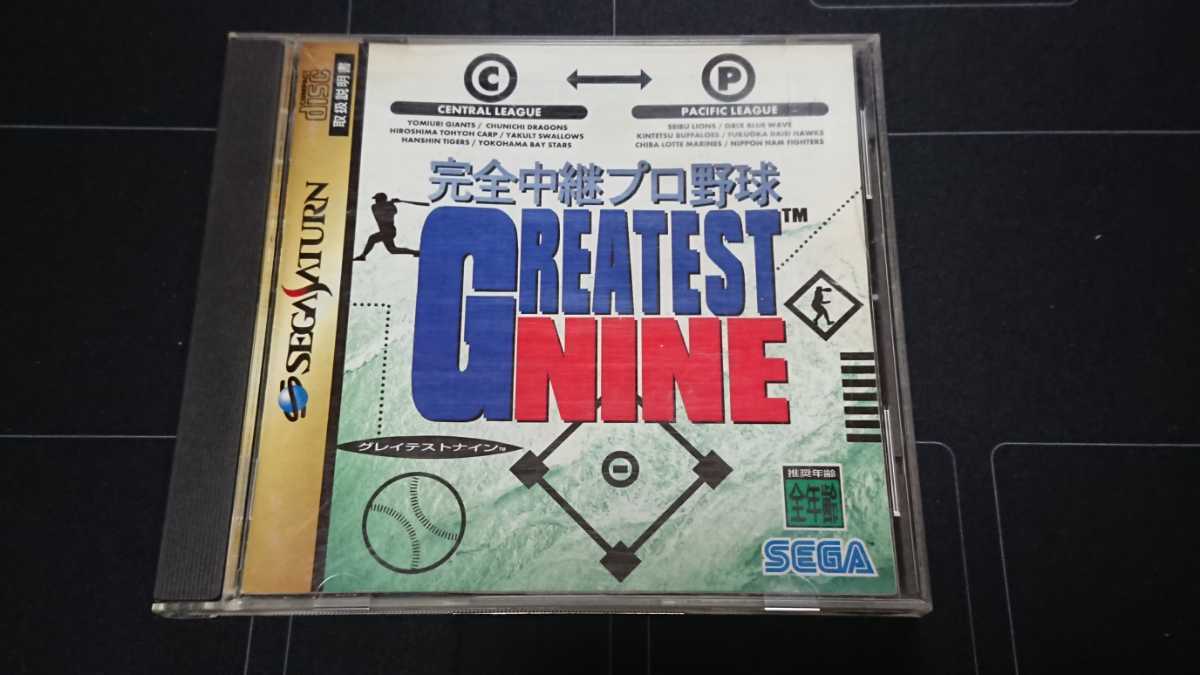 COMPACT
DISC
取扱説明書
SEGA SATURN
C
P
CENTRAL LEAGUE
YOMIURI GIANTS / CHUNICHI DRAGONS
HIROSHIMA TOHYOH CARP / YAKULT SWALLOWS
HANSHIN TIGERS / YOKOHAMA BAY STARS
PACIFIC LEAGUE
SEIBU LIONS / ORIX BLUE WAVE
KINTETSU BUFFALOES / FUKUOKA DAIEI HAWKS
CHIBA LOTTE MARINES / NIPPON HAM FIGHTERS
完全中継プロ野球
GREATEST™
NINE
グレイテストナイン™
推奨年齢
全年齢
SEGA